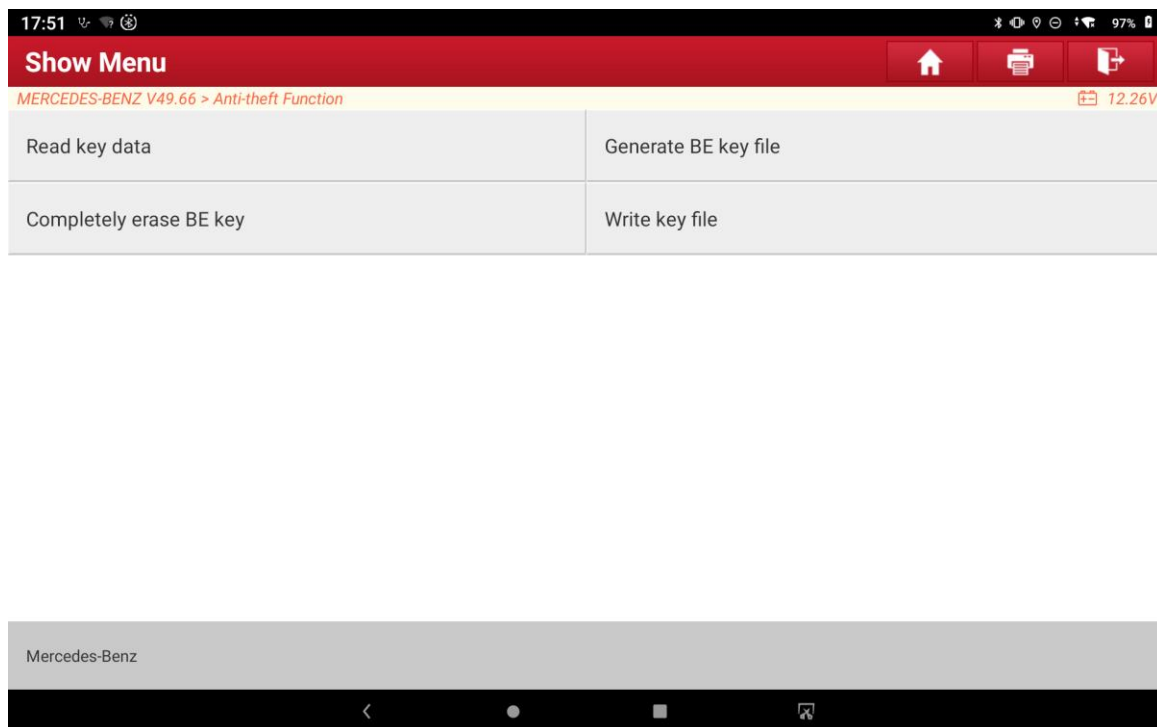 17:51
97%
Show Menu
MERCEDES-BENZ V49.66 > Anti-theft Function
12.26V
Read key data
Generate BE key file
Completely erase BE key
Write key file
Mercedes-Benz